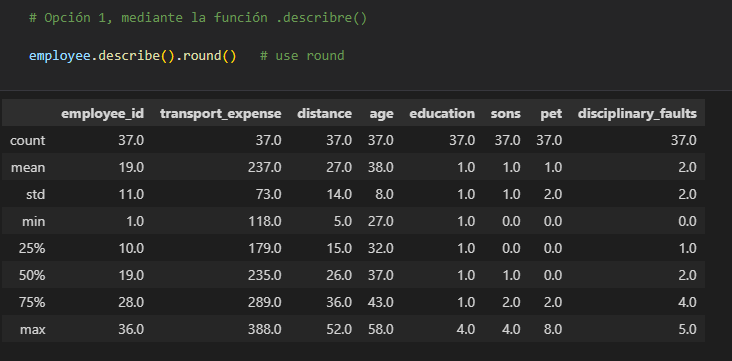 # Opción 1, mediante la función .describre()
employee.describe().round() # use round
employee_id transport_expense distance age education sons pet disciplinary_faults
count 37.0 37.0 37.0 37.0 37.0 37.0 37.0 37.0
mean 19.0 237.0 27.0 38.0 1.0 1.0 1.0 2.0
std 11.0 73.0 14.0 8.0 1.0 1.0 2.0 2.0
min 1.0 118.0 5.0 27.0 1.0 0.0 0.0 0.0
25% 10.0 179.0 15.0 32.0 1.0 0.0 0.0 1.0
50% 19.0 235.0 26.0 37.0 1.0 1.0 0.0 2.0
75% 28.0 289.0 36.0 43.0 1.0 2.0 2.0 4.0
max 36.0 388.0 52.0 58.0 4.0 4.0 8.0 5.0